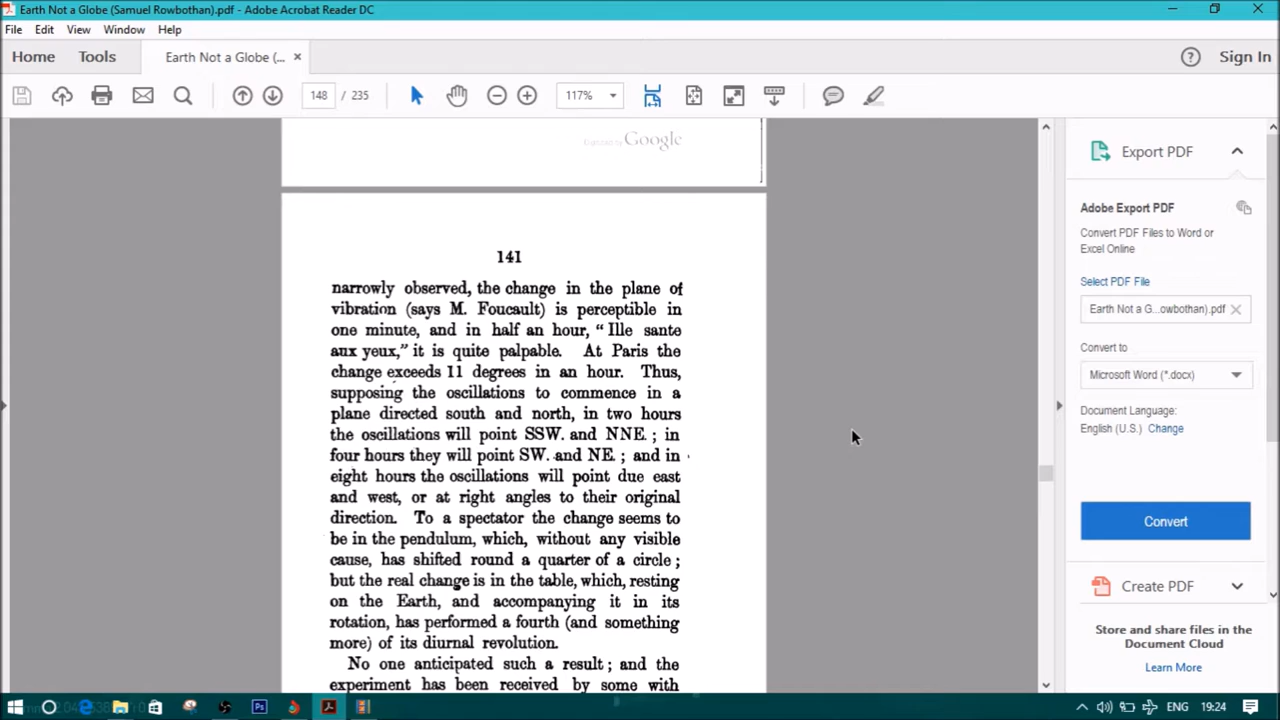 Earth Not a Globe (Samuel Rowbothan).pdf - Adobe Acrobat Reader DC
File Edit View Window Help
Home Tools Earth Not a Globe (... × Sign In
148 / 235 117%
Google
141
narrowly observed, the change in the plane of
vibration (says M. Foucault) is perceptible in
one minute, and in half an hour, “ Ille sante
aux yeux,” it is quite palpable. At Paris the
change exceeds 11 degrees in an hour. Thus,
supposing the oscillations to commence in a
plane directed south and north, in two hours
the oscillations will point SSW. and NNE. ; in
four hours they will point SW. and NE. ; and in
eight hours the oscillations will point due east
and west, or at right angles to their original
direction. To a spectator the change seems to
be in the pendulum, which, without any visible
cause, has shifted round a quarter of a circle ;
but the real change is in the table, which, resting
on the Earth, and accompanying it in its
rotation, has performed a fourth (and something
more) of its diurnal revolution.
No one anticipated such a result ; and the
experiment has been received by some with
Export PDF
Adobe Export PDF
Convert PDF Files to Word or
Excel Online
Select PDF File
Earth Not a G...owbothan).pdf ×
Convert to
Microsoft Word (*.docx)
Document Language:
English (U.S.) Change
Convert
Create PDF
Store and share files in the
Document Cloud
Learn More
ENG 19:24